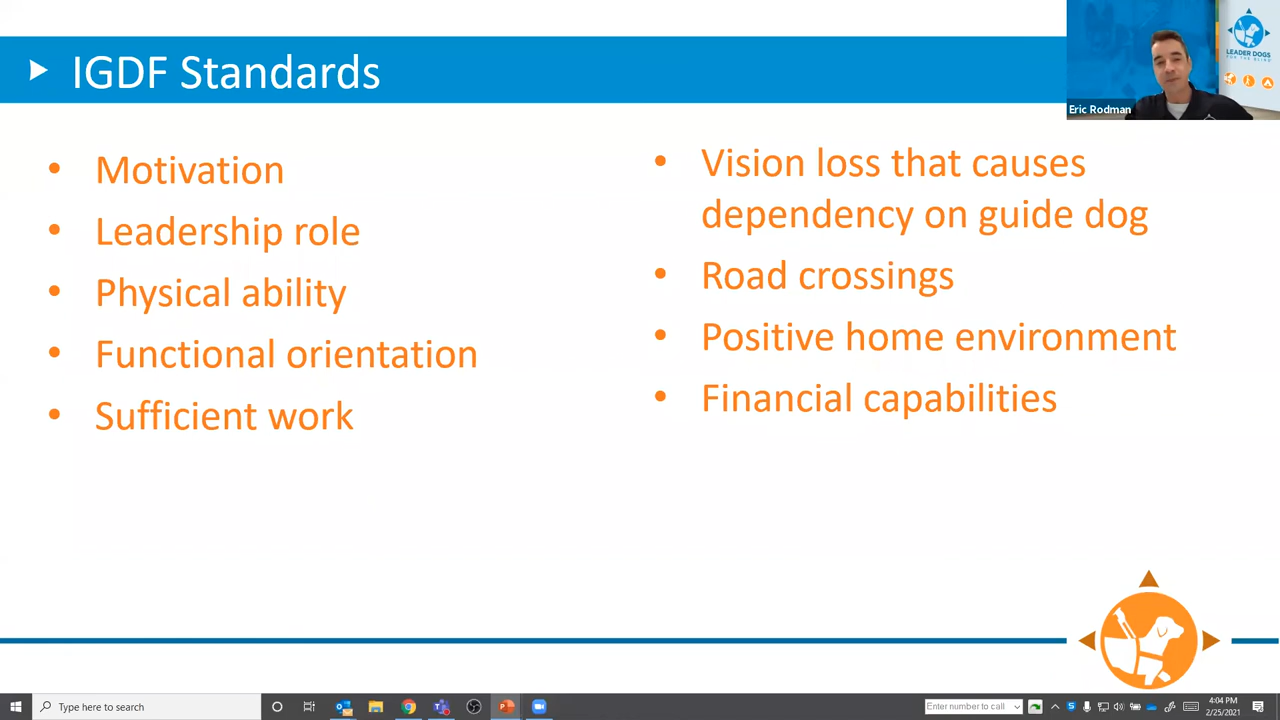 IGDF Standards
LEADER DOGS
FOR THE BLIND
Eric Rodman
• Motivation
• Leadership role
• Physical ability
• Functional orientation
• Sufficient work
• Vision loss that causes
dependency on guide dog
• Road crossings
• Positive home environment
• Financial capabilities
Type here to search
Enter number to call
4:04 PM
2/25/2021